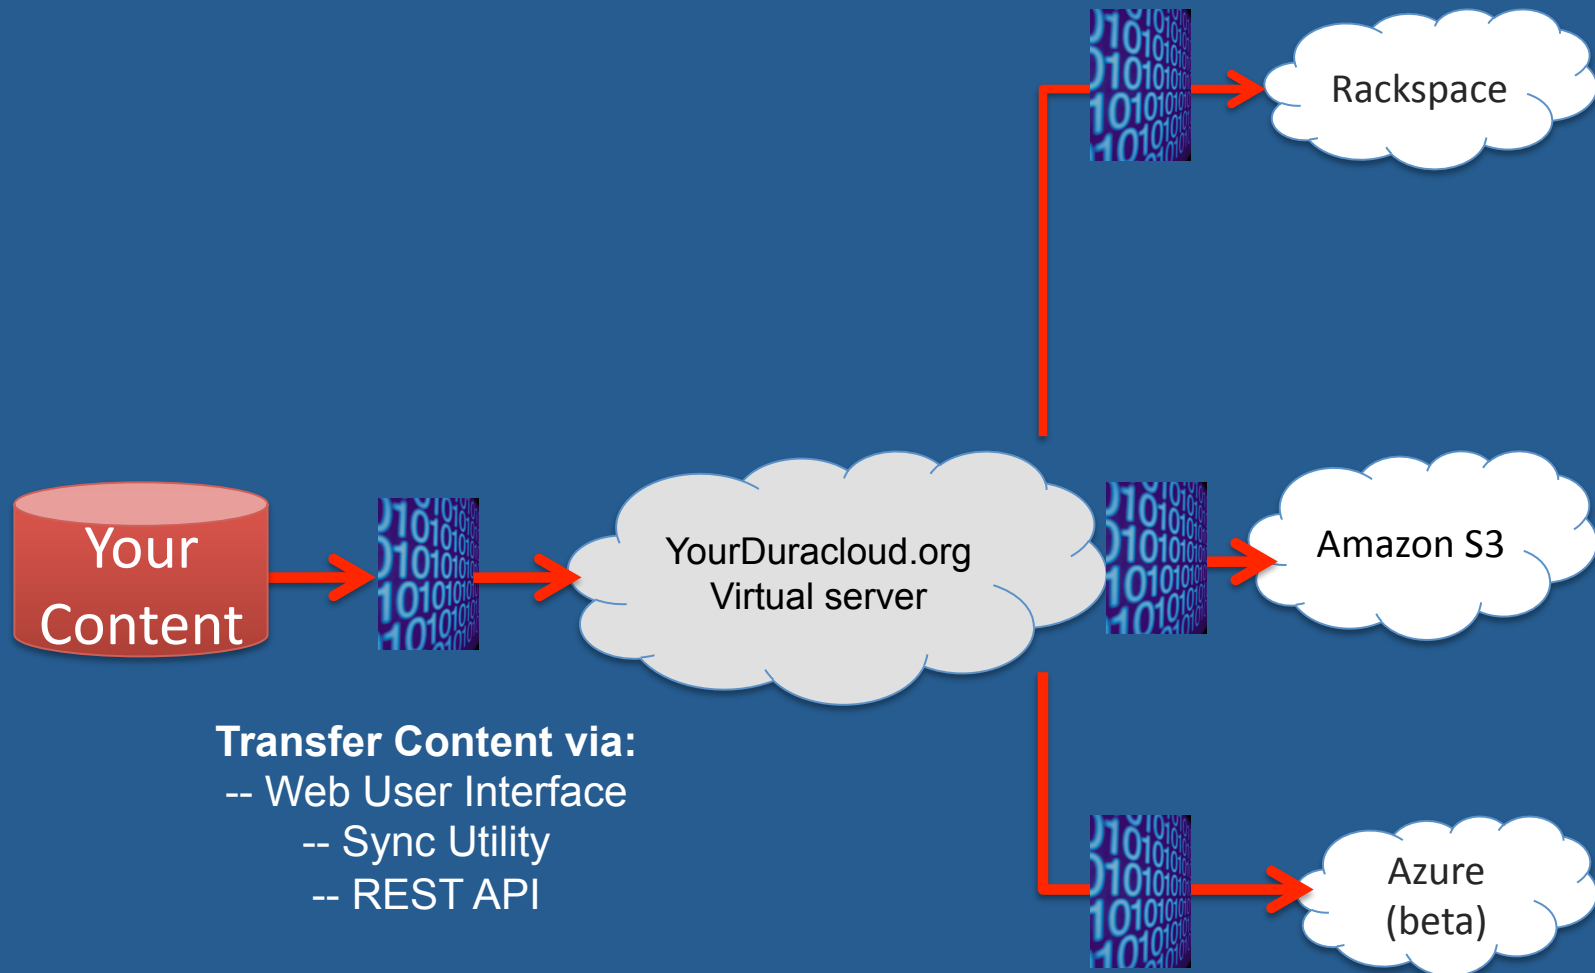 Rackspace
Your
Content
YourDuracloud.org
Virtual server
Amazon S3
Transfer Content via:
-- Web User Interface
-- Sync Utility
-- REST API
Azure
(beta)